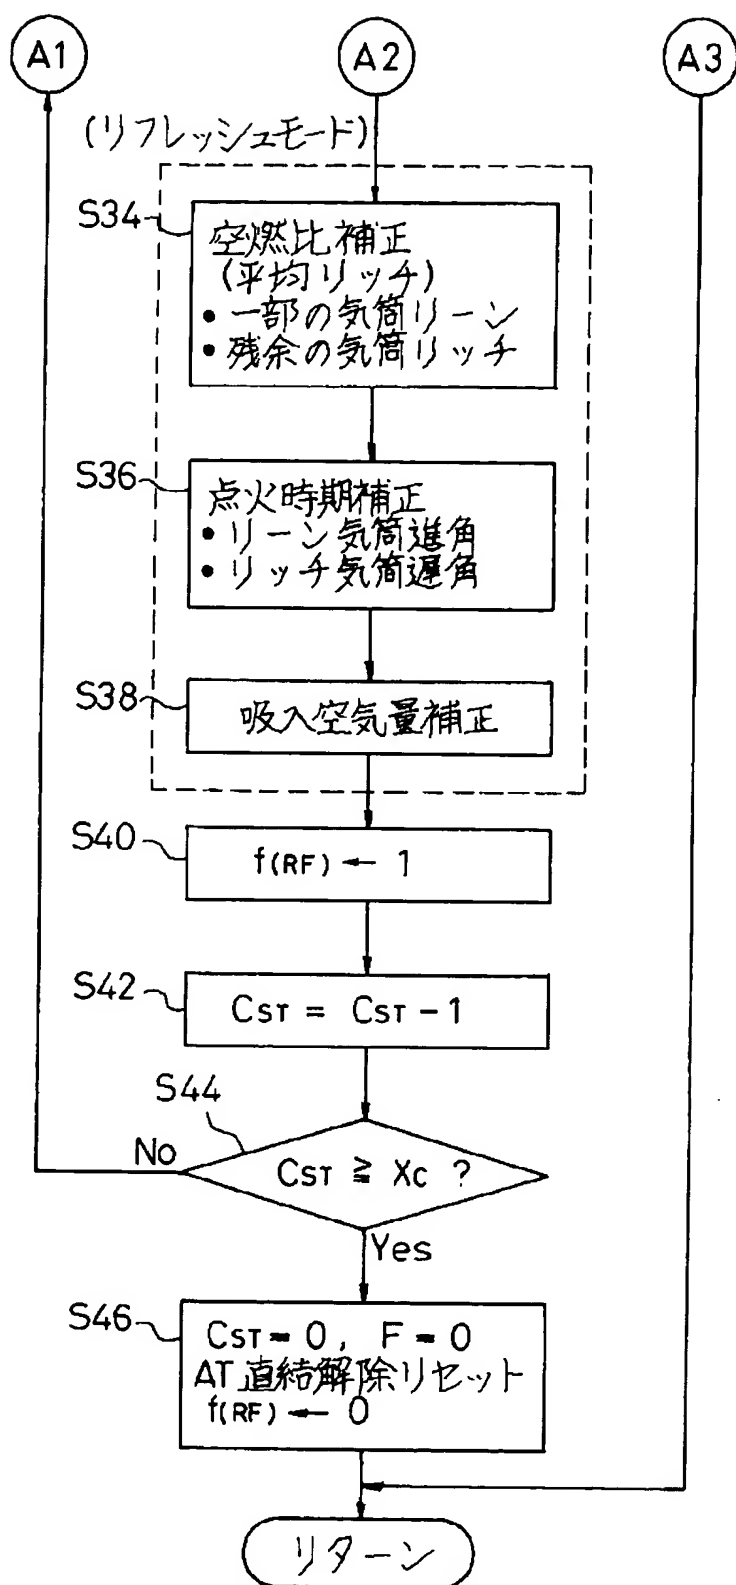 A1
A2
A3
(リフレッシュモード)
S34
空燃比補正
(平均リッチ)
• 一部の気筒リーン
• 残余の気筒リッチ
S36
点火時期補正
• リーン気筒進角
• リッチ気筒遅角
S38
吸入空気量補正
S40
f(RF) ← 1
S42
CST = CST − 1
S44
No
CST ≧ XC ?
Yes
S46
CST = 0, F = 0
AT直結解除リセット
f(RF) ← 0
リターン